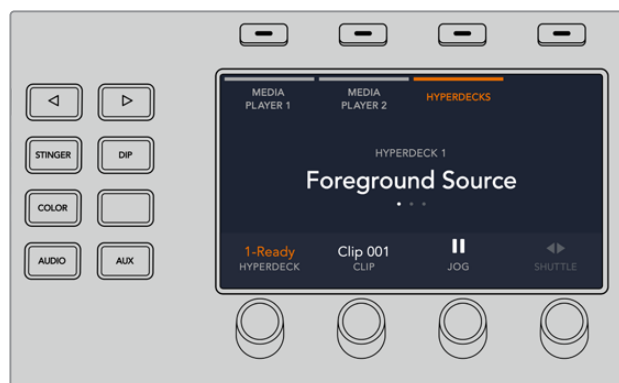 MEDIA
PLAYER 1
MEDIA
PLAYER 2
HYPERDECKS
STINGER
DIP
HYPERDECK 1
Foreground Source
COLOR
AUDIO
AUX
1-Ready
HYPERDECK
Clip 001
CLIP
JOG
SHUTTLE